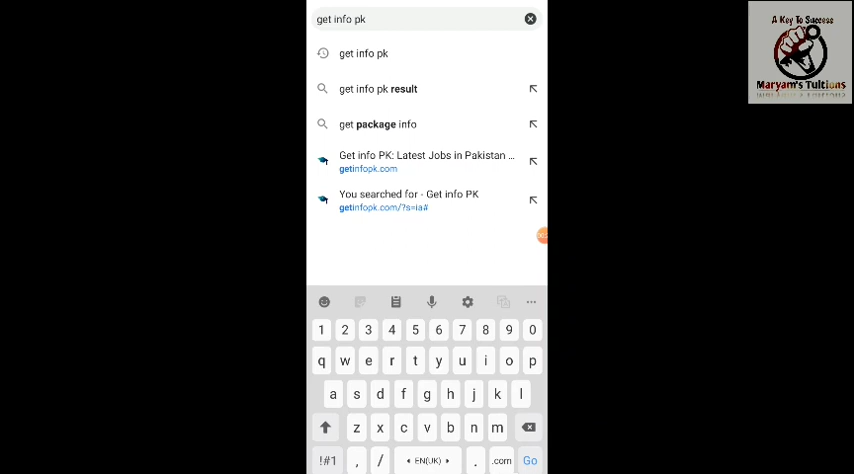 get info pk
A Key To Success
Maryam's Tuitions
get info pk
get info pk result
get package info
Get info PK: Latest Jobs in Pakistan ...
getinfopk.com
You searched for - Get info PK
getinfopk.com/?s=ia#
1 2 3 4 5 6 7 8 9 0
q w e r t y u i o p
a s d f g h j k l
z x c v b n m
!#1 , / EN(UK) . .com Go